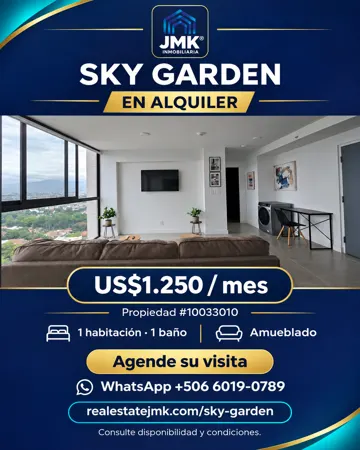 JMK®
INMOBILIARIA
SKY GARDEN
EN ALQUILER
US$1.250 / mes
Propiedad #10033010
1 habitación · 1 baño
Amueblado
Agende su visita
WhatsApp +506 6019-0789
realestatejmk.com/sky-garden
Consulte disponibilidad y condiciones.